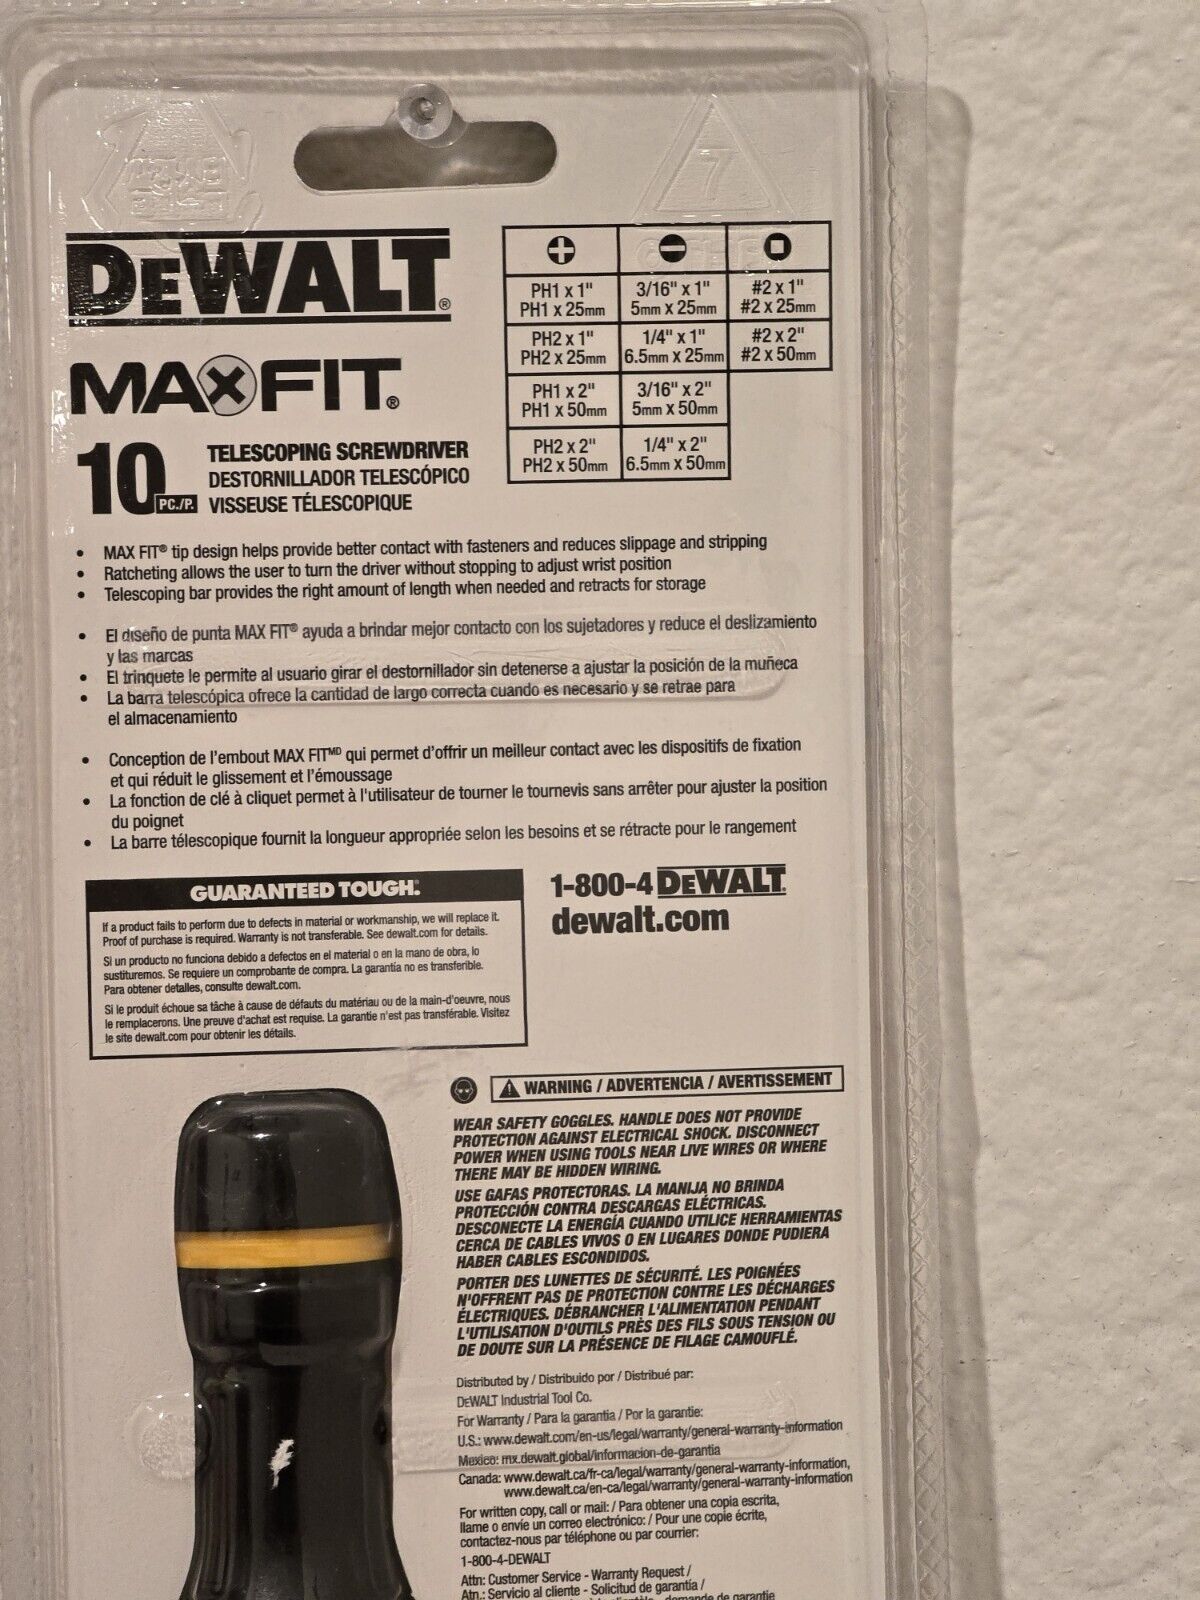 7
DEWALT®
MAXFIT®
10 PC./P.
TELESCOPING SCREWDRIVER
DESTORNILLADOR TELESCÓPICO
VISSEUSE TÉLESCOPIQUE
PH1 x 1" 3/16" x 1" #2 x 1"
PH1 x 25mm 5mm x 25mm #2 x 25mm
PH2 x 1" 1/4" x 1" #2 x 2"
PH2 x 25mm 6.5mm x 25mm #2 x 50mm
PH1 x 2" 3/16" x 2"
PH1 x 50mm 5mm x 50mm
PH2 x 2" 1/4" x 2"
PH2 x 50mm 6.5mm x 50mm
• MAX FIT® tip design helps provide better contact with fasteners and reduces slippage and stripping
• Ratcheting allows the user to turn the driver without stopping to adjust wrist position
• Telescoping bar provides the right amount of length when needed and retracts for storage
• El diseño de punta MAX FIT® ayuda a brindar mejor contacto con los sujetadores y reduce el deslizamiento
y las marcas
• El trinquete le permite al usuario girar el destornillador sin detenerse a ajustar la posición de la muñeca
• La barra telescópica ofrece la cantidad de largo correcta cuando es necesario y se retrae para
el almacenamiento
• Conception de l'embout MAX FITMD qui permet d'offrir un meilleur contact avec les dispositifs de fixation
et qui réduit le glissement et l'émoussage
• La fonction de clé à cliquet permet à l'utilisateur de tourner le tournevis sans arrêter pour ajuster la position
du poignet
• La barre télescopique fournit la longueur appropriée selon les besoins et se rétracte pour le rangement
GUARANTEED TOUGH.
If a product fails to perform due to defects in material or workmanship, we will replace it.
Proof of purchase is required. Warranty is not transferable. See dewalt.com for details.
Si un producto no funciona debido a defectos en el material o en la mano de obra, lo
sustituiremos. Se requiere un comprobante de compra. La garantía no es transferible.
Para obtener detalles, consulte dewalt.com.
Si le produit échoue sa tâche à cause de défauts du matériau ou de la main-d'oeuvre, nous
le remplacerons. Une preuve d'achat est requise. La garantie n'est pas transférable. Visitez
le site dewalt.com pour obtenir les détails.
1-800-4 DEWALT
dewalt.com
WARNING / ADVERTENCIA / AVERTISSEMENT
WEAR SAFETY GOGGLES. HANDLE DOES NOT PROVIDE
PROTECTION AGAINST ELECTRICAL SHOCK. DISCONNECT
POWER WHEN USING TOOLS NEAR LIVE WIRES OR WHERE
THERE MAY BE HIDDEN WIRING.
USE GAFAS PROTECTORAS. LA MANIJA NO BRINDA
PROTECCIÓN CONTRA DESCARGAS ELÉCTRICAS.
DESCONECTE LA ENERGÍA CUANDO UTILICE HERRAMIENTAS
CERCA DE CABLES VIVOS O EN LUGARES DONDE PUDIERA
HABER CABLES ESCONDIDOS.
PORTER DES LUNETTES DE SÉCURITÉ. LES POIGNÉES
N'OFFRENT PAS DE PROTECTION CONTRE LES DÉCHARGES
ÉLECTRIQUES. DÉBRANCHER L'ALIMENTATION PENDANT
L'UTILISATION D'OUTILS PRÈS DES FILS SOUS TENSION OU
DE DOUTE SUR LA PRÉSENCE DE FILAGE CAMOUFLÉ.
Distributed by / Distribuido por / Distribué par:
DEWALT Industrial Tool Co.
For Warranty / Para la garantia / Por la garantie:
U.S.: www.dewalt.com/en-us/legal/warranty/general-warranty-information
Mexico: mx.dewalt.global/informacion-de-garantia
Canada: www.dewalt.ca/fr-ca/legal/warranty/general-warranty-information,
www.dewalt.ca/en-ca/legal/warranty/general-warranty-information
For written copy, call or mail: / Para obtener una copia escrita,
llame o envíe un correo electrónico: / Pour une copie écrite,
contactez-nous par téléphone ou par courrier:
1-800-4-DEWALT
Attn: Customer Service - Warranty Request /
Atn.: Servicio al cliente - Solicitud de garantía /
demande de garantie